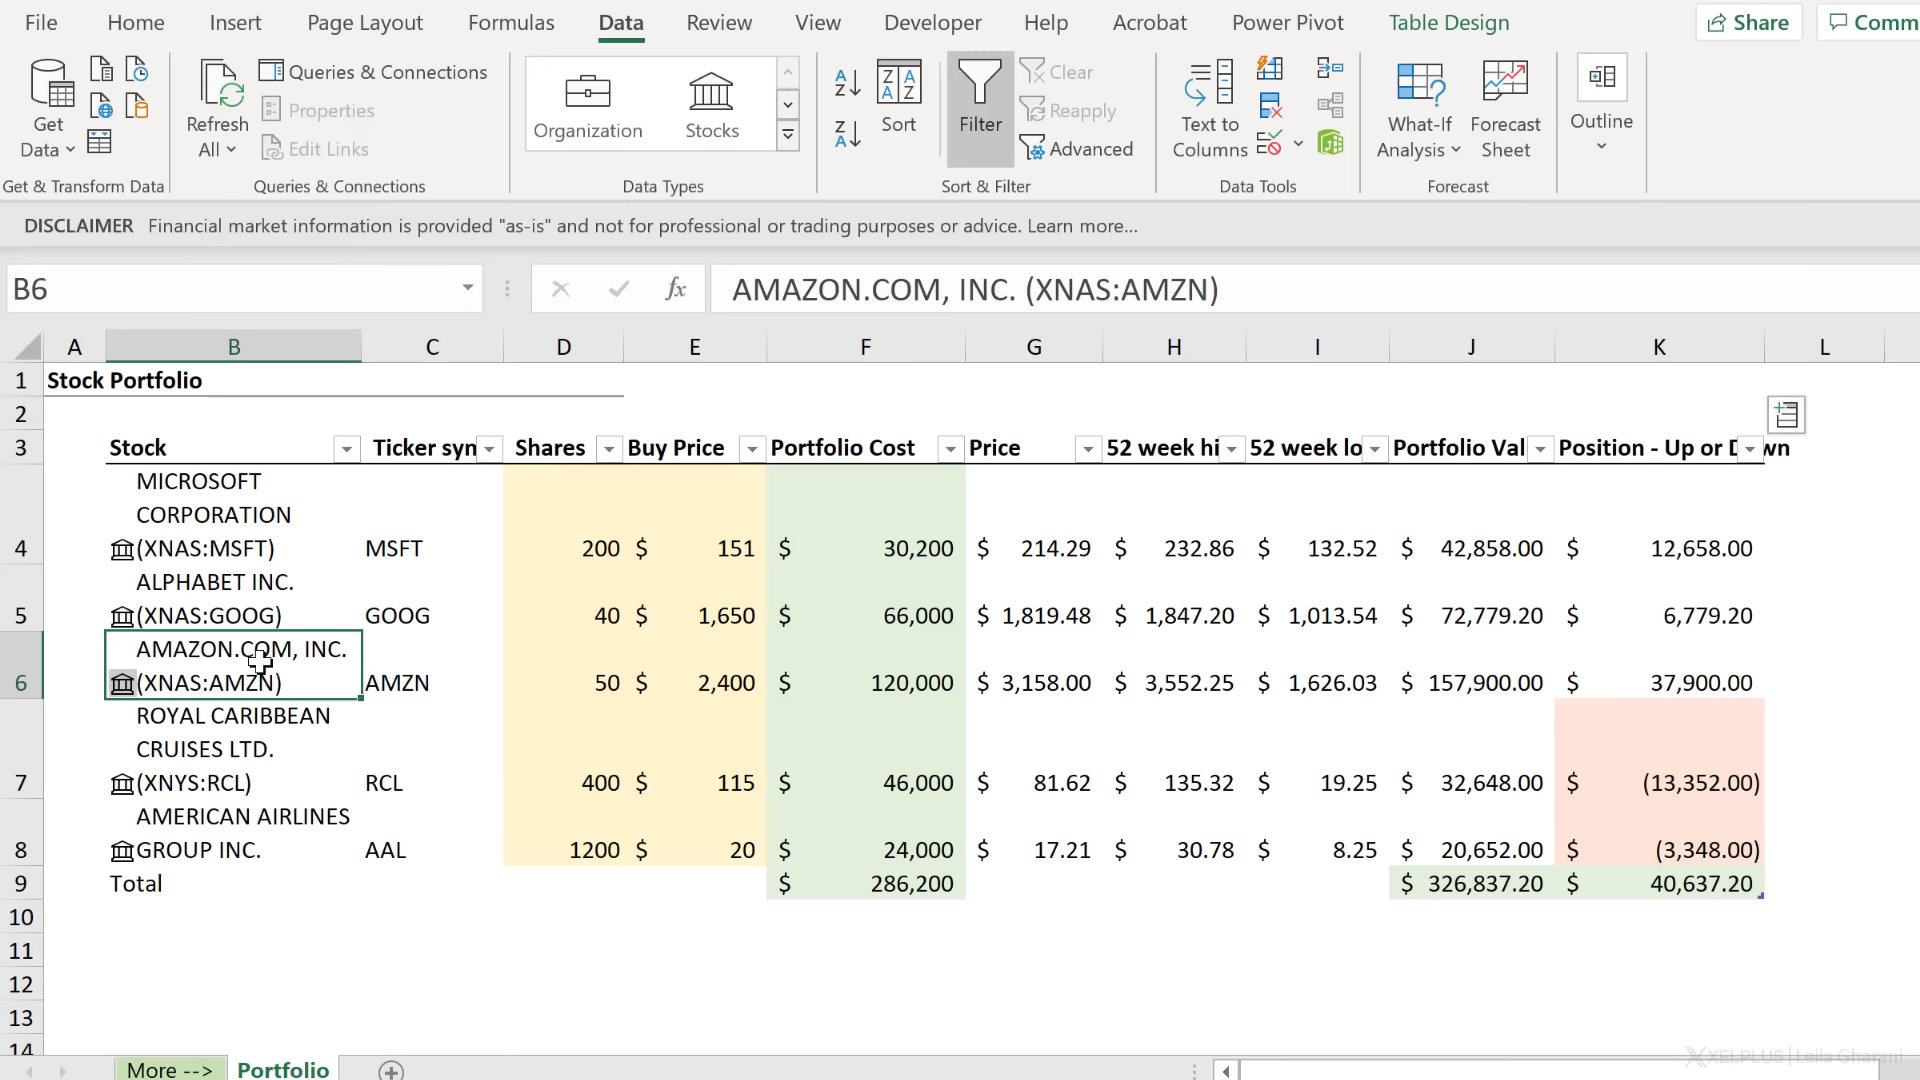 File Home Insert Page Layout Formulas Data Review View Developer Help Acrobat Power Pivot Table Design Share Comm
Get Data
Refresh All
Queries & Connections
Properties
Edit Links
Organization
Stocks
A Z
Z A
Z A A Z
Sort
Filter
Clear
Reapply
Advanced
Text to Columns
What-If Analysis
Forecast Sheet
Outline
Get & Transform Data Queries & Connections Data Types Sort & Filter Data Tools Forecast
DISCLAIMER Financial market information is provided "as-is" and not for professional or trading purposes or advice. Learn more...
B6 fx AMAZON.COM, INC. (XNAS:AMZN)
A B C D E F G H I J K L
1 Stock Portfolio
2
3 Stock Ticker syn Shares Buy Price Portfolio Cost Price 52 week hi 52 week lo Portfolio Val Position - Up or D wn
MICROSOFT
CORPORATION
4 (XNAS:MSFT) MSFT 200 $ 151 $ 30,200 $ 214.29 $ 232.86 $ 132.52 $ 42,858.00 $ 12,658.00
ALPHABET INC.
5 (XNAS:GOOG) GOOG 40 $ 1,650 $ 66,000 $ 1,819.48 $ 1,847.20 $ 1,013.54 $ 72,779.20 $ 6,779.20
AMAZON.COM, INC.
6 (XNAS:AMZN) AMZN 50 $ 2,400 $ 120,000 $ 3,158.00 $ 3,552.25 $ 1,626.03 $ 157,900.00 $ 37,900.00
ROYAL CARIBBEAN
CRUISES LTD.
7 (XNYS:RCL) RCL 400 $ 115 $ 46,000 $ 81.62 $ 135.32 $ 19.25 $ 32,648.00 $ (13,352.00)
AMERICAN AIRLINES
8 GROUP INC. AAL 1200 $ 20 $ 24,000 $ 17.21 $ 30.78 $ 8.25 $ 20,652.00 $ (3,348.00)
9 Total $ 286,200 $ 326,837.20 $ 40,637.20
10
11
12
13
14
XELPLUS | Leila Gharani
More --> Portfolio